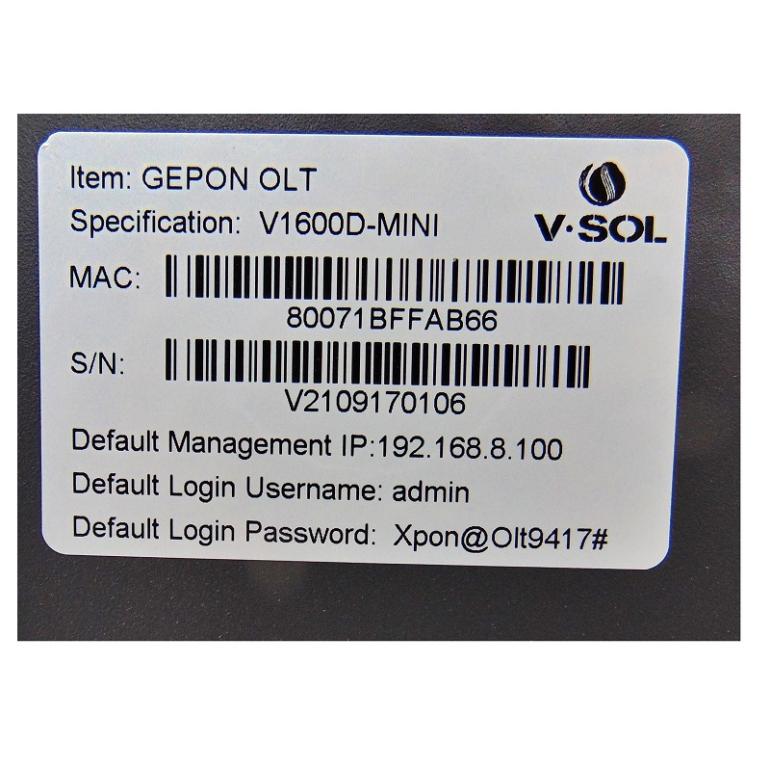 Item: GEPON OLT
Specification: V1600D-MINI
V·SOL
MAC:
80071BFFAB66
S/N:
V2109170106
Default Management IP:192.168.8.100
Default Login Username: admin
Default Login Password: Xpon@Olt9417#